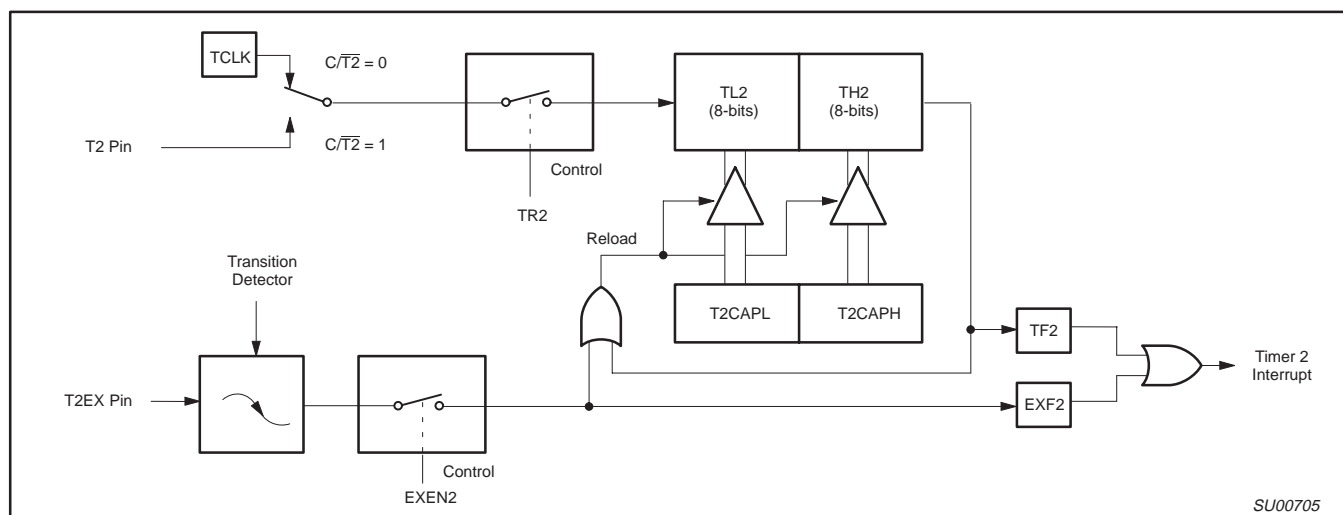 TCLK
C/T2 = 0
T2 Pin
C/T2 = 1
Control
TR2
TL2
(8-bits)
TH2
(8-bits)
Reload
T2CAPL
T2CAPH
Transition
Detector
T2EX Pin
Control
EXEN2
TF2
EXF2
Timer 2
Interrupt
SU00705